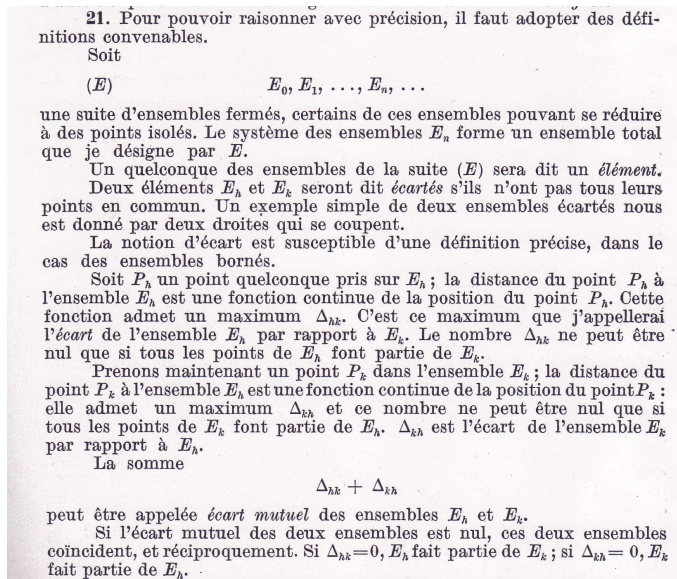 21. Pour pouvoir raisonner avec précision, il faut adopter des défi-
nitions convenables.
Soit
(E) E₀, E₁, ..., Eₙ, ...
une suite d'ensembles fermés, certains de ces ensembles pouvant se réduire
à des points isolés. Le système des ensembles Eₙ forme un ensemble total
que je désigne par E.
Un quelconque des ensembles de la suite (E) sera dit un élément.
Deux éléments Eₕ et Eₖ seront dit écartés s'ils n'ont pas tous leurs
points en commun. Un exemple simple de deux ensembles écartés nous
est donné par deux droites qui se coupent.
La notion d'écart est susceptible d'une définition précise, dans le
cas des ensembles bornés.
Soit Pₕ un point quelconque pris sur Eₕ ; la distance du point Pₕ à
l'ensemble Eₕ est une fonction continue de la position du point Pₕ. Cette
fonction admet un maximum Δₕₖ. C'est ce maximum que j'appellerai
l'écart de l'ensemble Eₕ par rapport à Eₖ. Le nombre Δₕₖ ne peut être
nul que si tous les points de Eₕ font partie de Eₖ.
Prenons maintenant un point Pₖ dans l'ensemble Eₖ ; la distance du
point Pₖ à l'ensemble Eₕ est une fonction continue de la position du point Pₖ :
elle admet un maximum Δₖₕ et ce nombre ne peut être nul que si
tous les points de Eₖ font partie de Eₕ. Δₖₕ est l'écart de l'ensemble Eₖ
par rapport à Eₕ.
La somme
Δₕₖ + Δₖₕ
peut être appelée écart mutuel des ensembles Eₕ et Eₖ.
Si l'écart mutuel des deux ensembles est nul, ces deux ensembles
coïncident, et réciproquement. Si Δₕₖ=0, Eₕ fait partie de Eₖ ; si Δₖₕ= 0, Eₖ
fait partie de Eₕ.